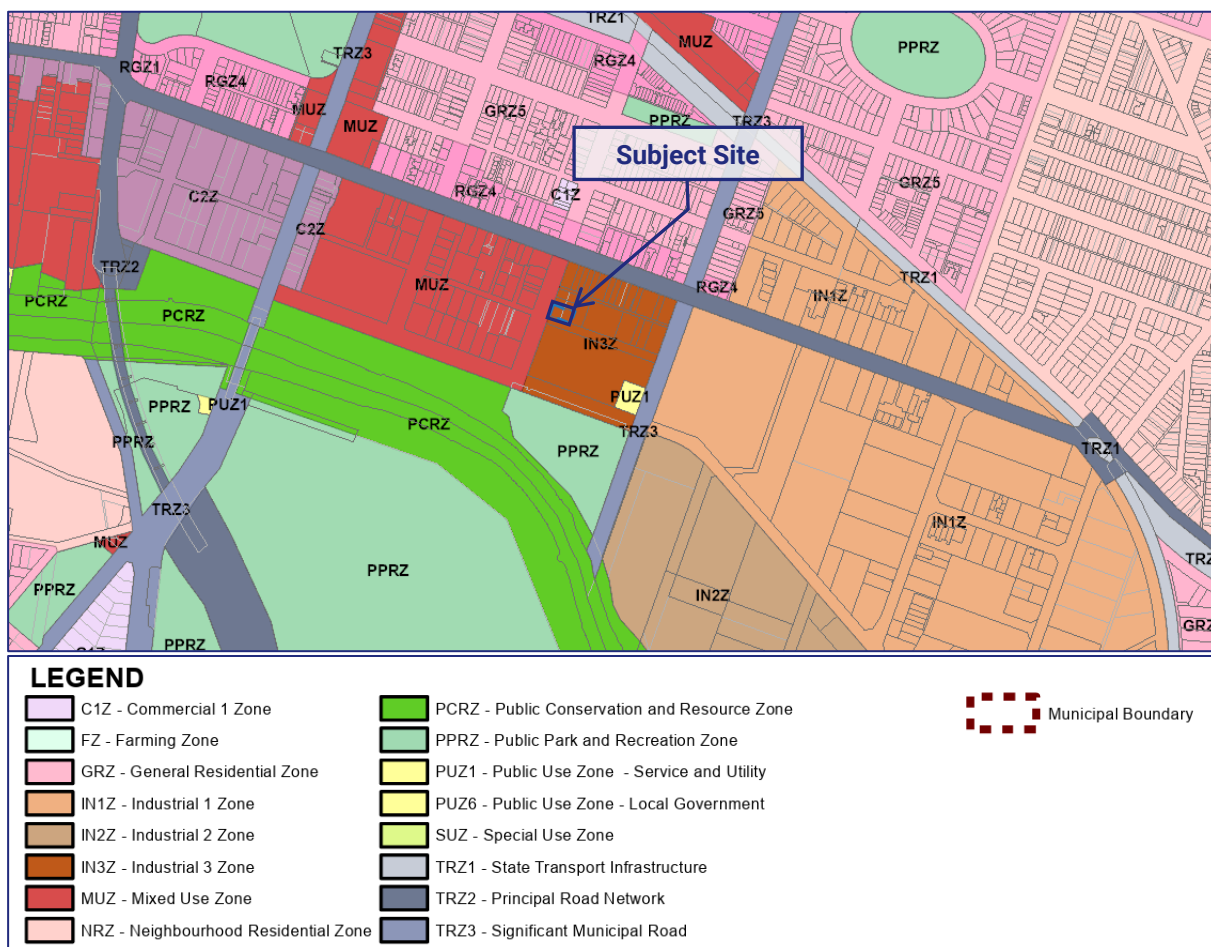 TRZ1
MUZ
PPRZ
TRZ3
RGZ1
RGZ4
RGZ4
MUZ
MUZ
GRZ5
PPRZ
TRZ3
Subject Site
C2Z
RGZ4
C1Z
GRZ5
GRZ5
C2Z
TRZ2
MUZ
RGZ4
TRZ1
IN1Z
PCRZ
PCRZ
IN3Z
PPRZ
PUZ1
PUZ1
PCRZ
TRZ3
PPRZ
PPRZ
TRZ1
TRZ3
IN1Z
MUZ
PPRZ
PPRZ
IN2Z
TRZ
GRZ
PPRZ
C1Z
LEGEND
C1Z - Commercial 1 Zone
FZ - Farming Zone
GRZ - General Residential Zone
IN1Z - Industrial 1 Zone
IN2Z - Industrial 2 Zone
IN3Z - Industrial 3 Zone
MUZ - Mixed Use Zone
NRZ - Neighbourhood Residential Zone
PCRZ - Public Conservation and Resource Zone
PPRZ - Public Park and Recreation Zone
PUZ1 - Public Use Zone - Service and Utility
PUZ6 - Public Use Zone - Local Government
SUZ - Special Use Zone
TRZ1 - State Transport Infrastructure
TRZ2 - Principal Road Network
TRZ3 - Significant Municipal Road
Municipal Boundary